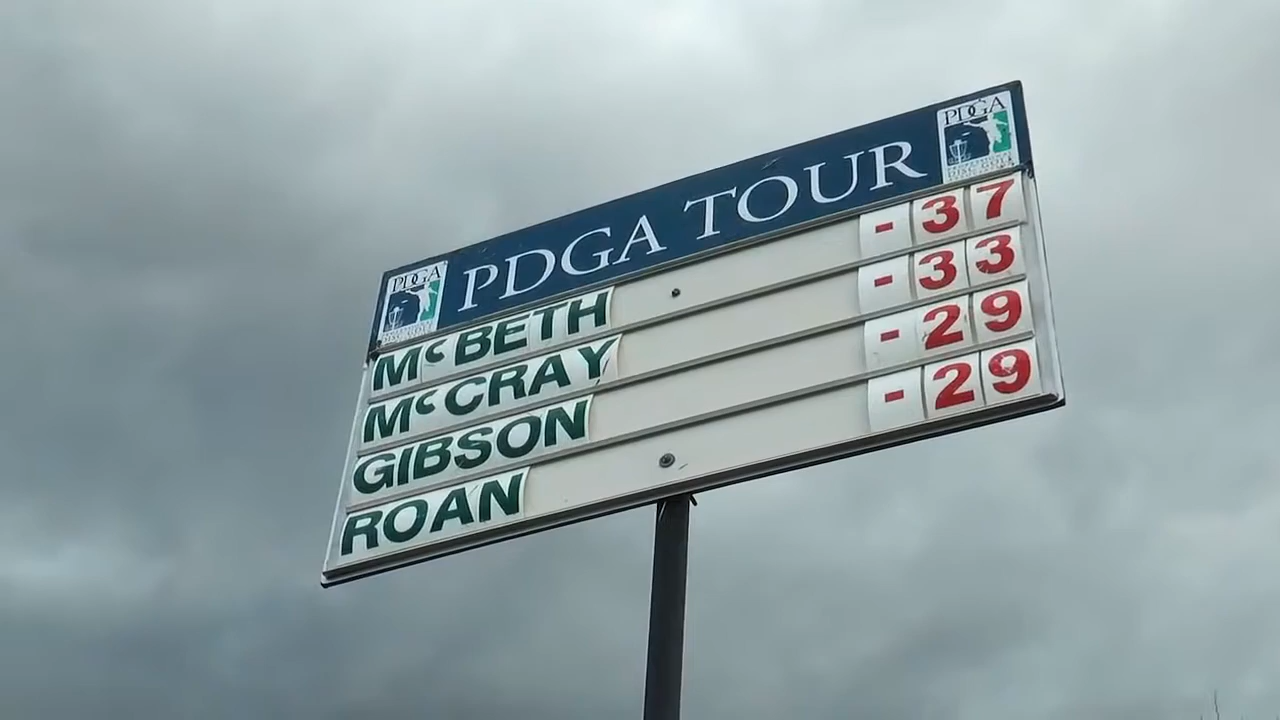 PDGA
PDGA TOUR
PDGA
McBETH -37
McCRAY -33
GIBSON -29
ROAN -29